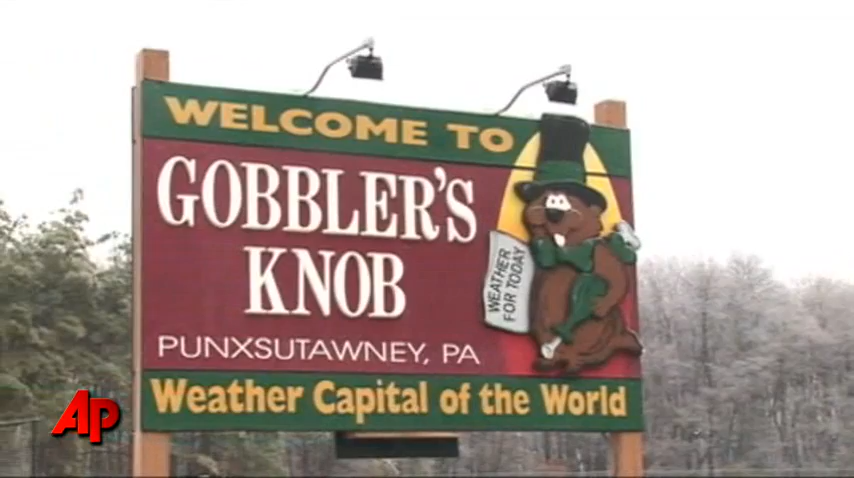 WELCOME TO
GOBBLER'S
KNOB
PUNXSUTAWNEY, PA
WEATHER
FOR TODAY
Weather Capital of the World
AP